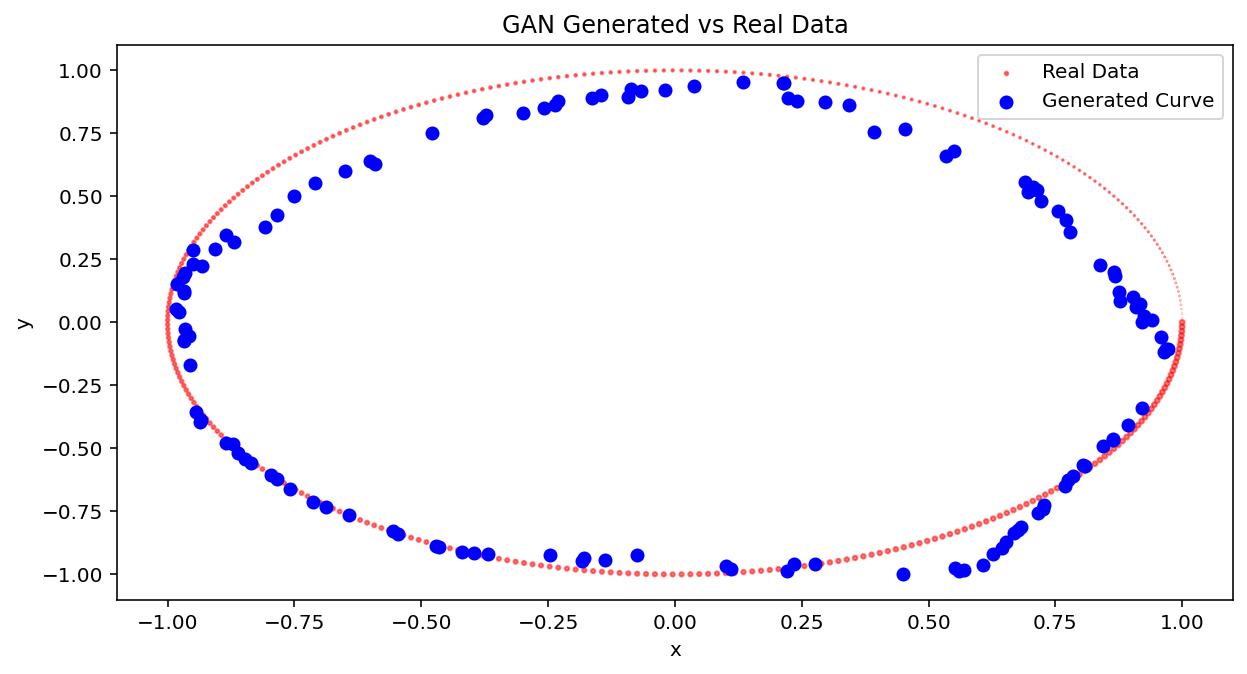 GAN Generated vs Real Data
Real Data
Generated Curve
1.00
0.75
0.50
0.25
0.00
−0.25
−0.50
−0.75
−1.00
y
−1.00 −0.75 −0.50 −0.25 0.00 0.25 0.50 0.75 1.00
x